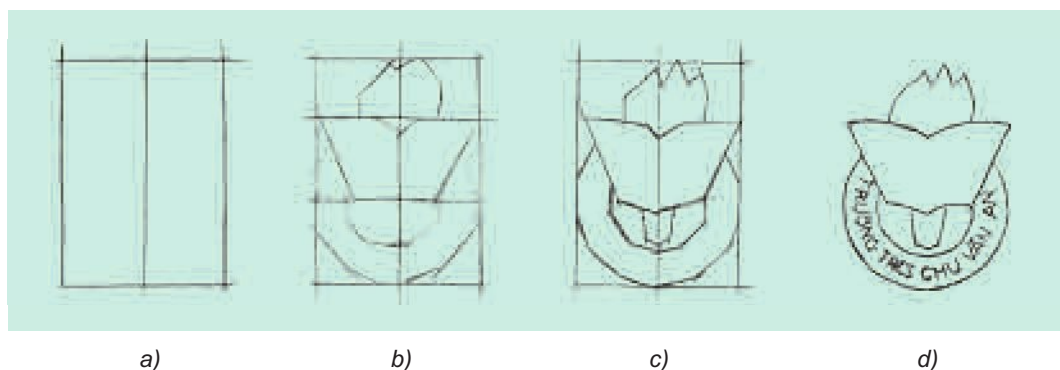 TRƯỜNG THCS CHU VĂN AN
a) b) c) d)